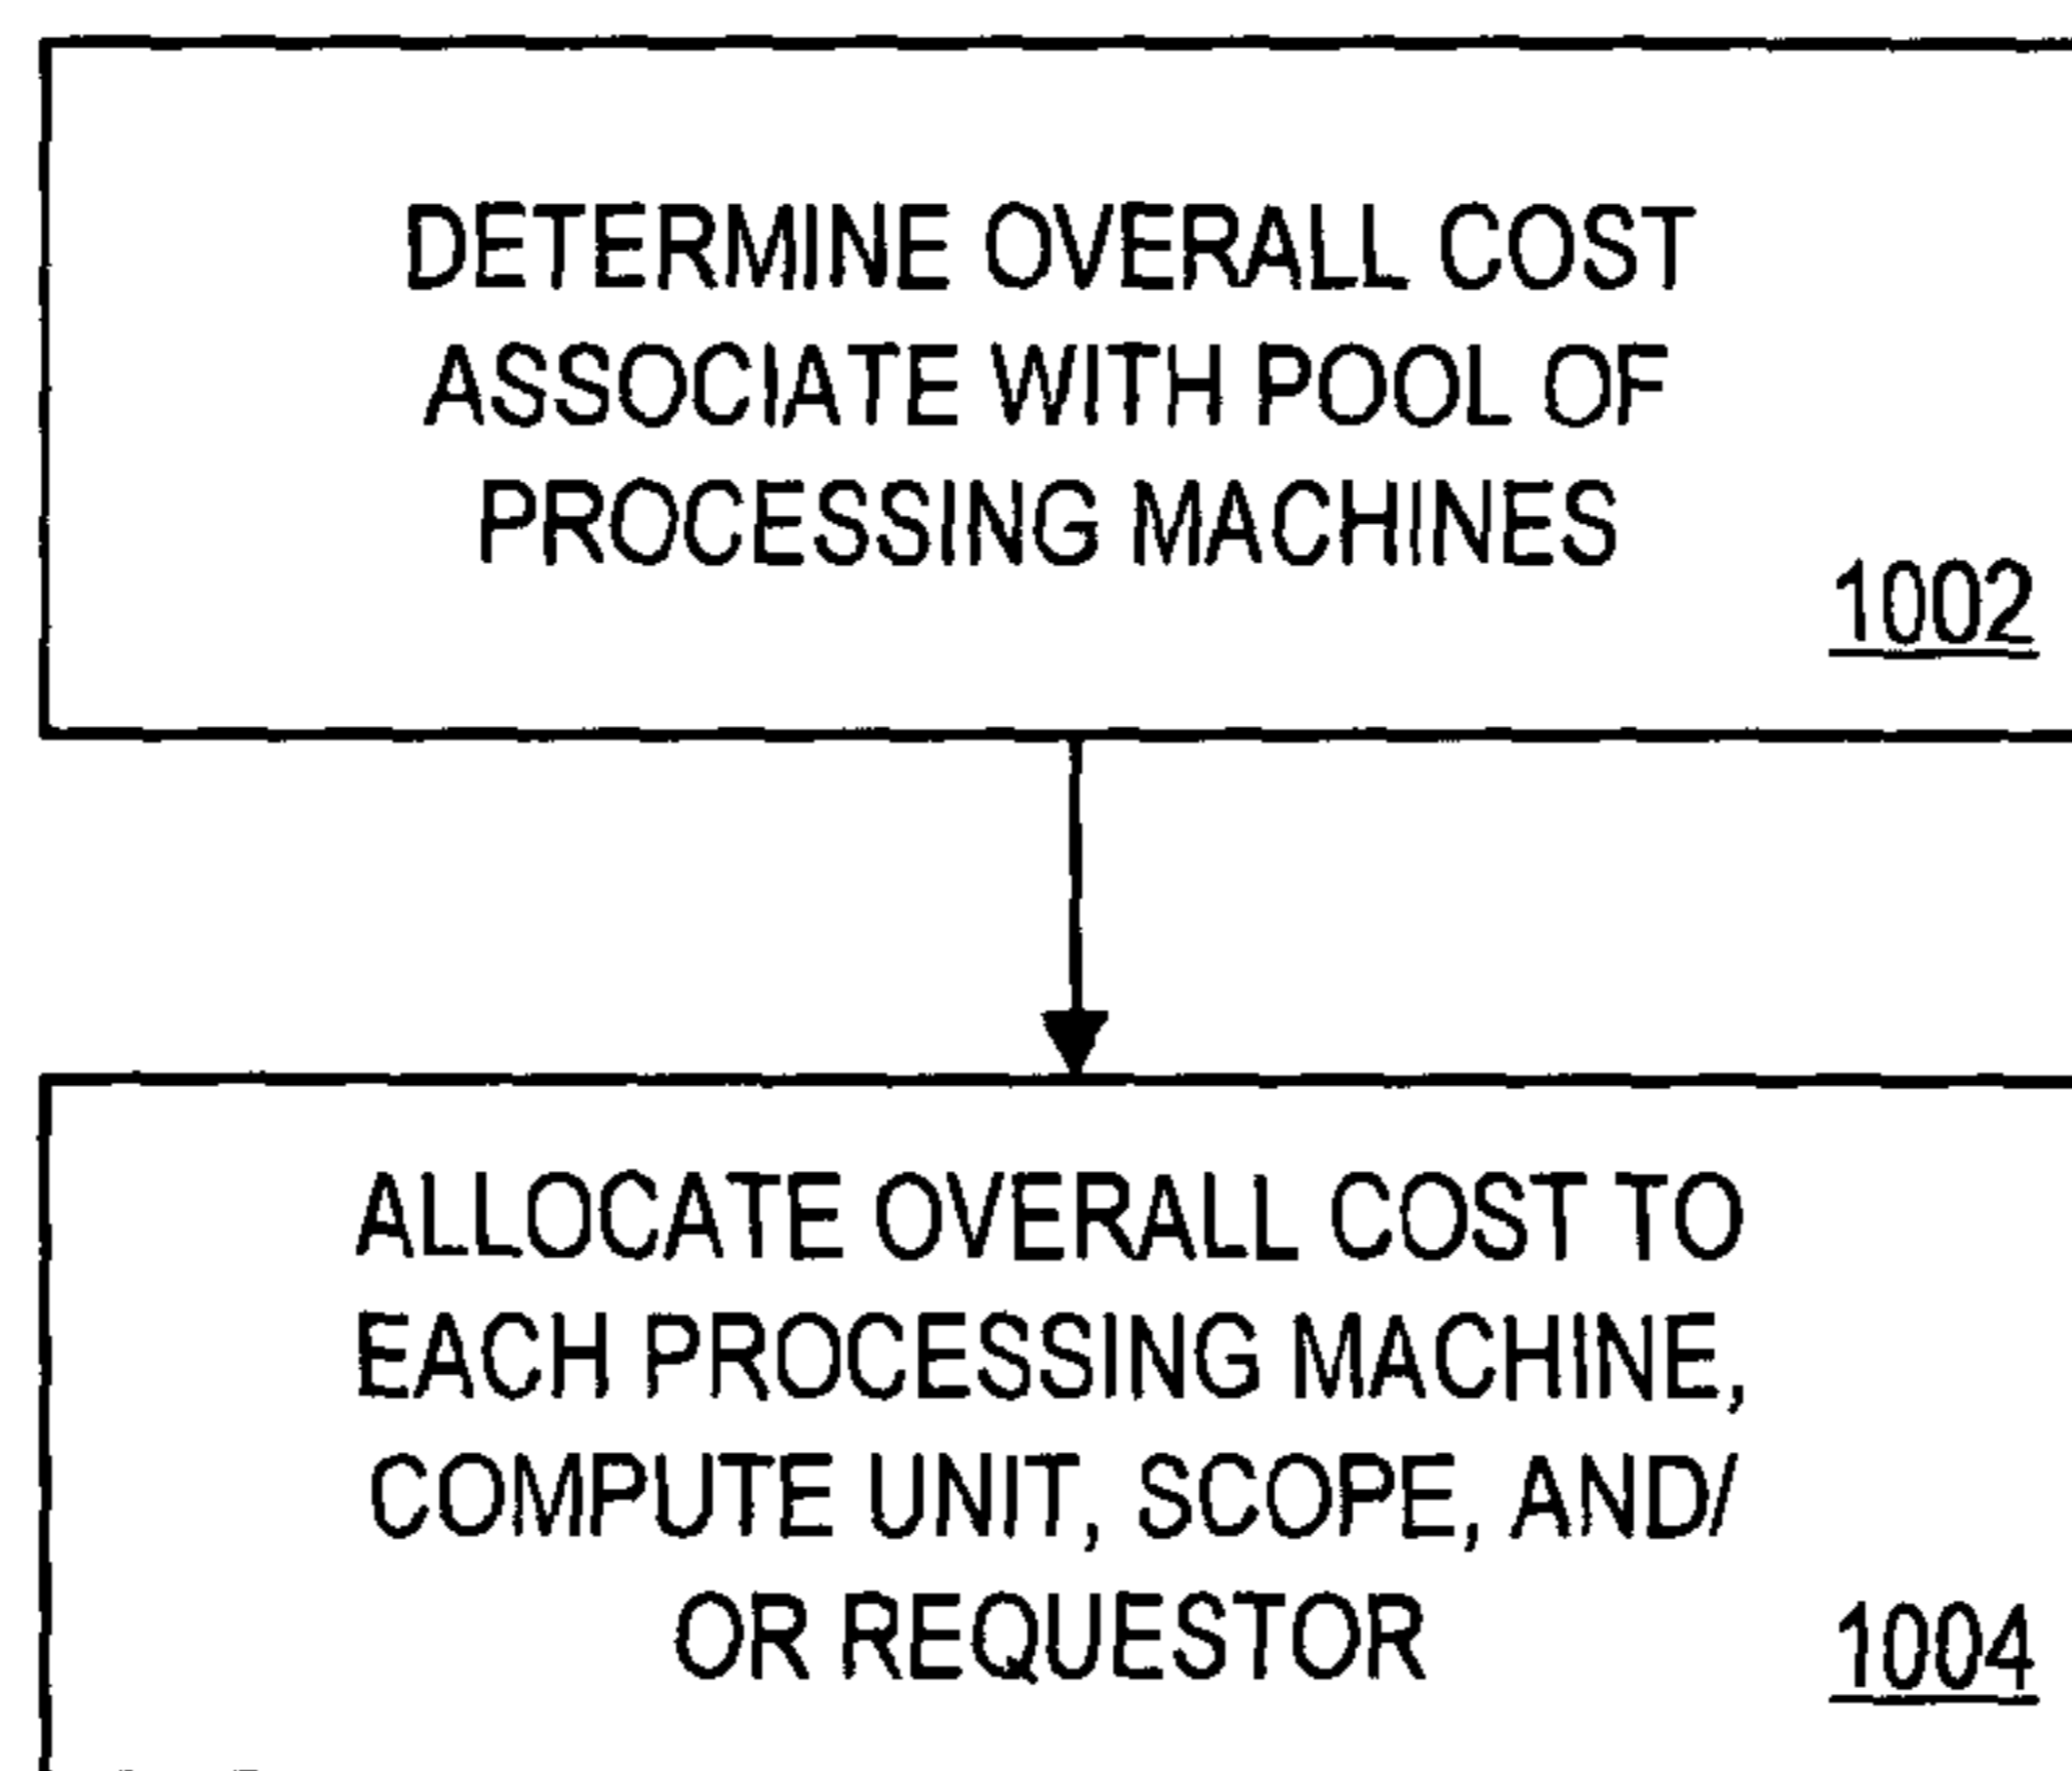 DETERMINE OVERALL COST
ASSOCIATE WITH POOL OF
PROCESSING MACHINES
1002
ALLOCATE OVERALL COST TO
EACH PROCESSING MACHINE,
COMPUTE UNIT, SCOPE, AND/
OR REQUESTOR
1004